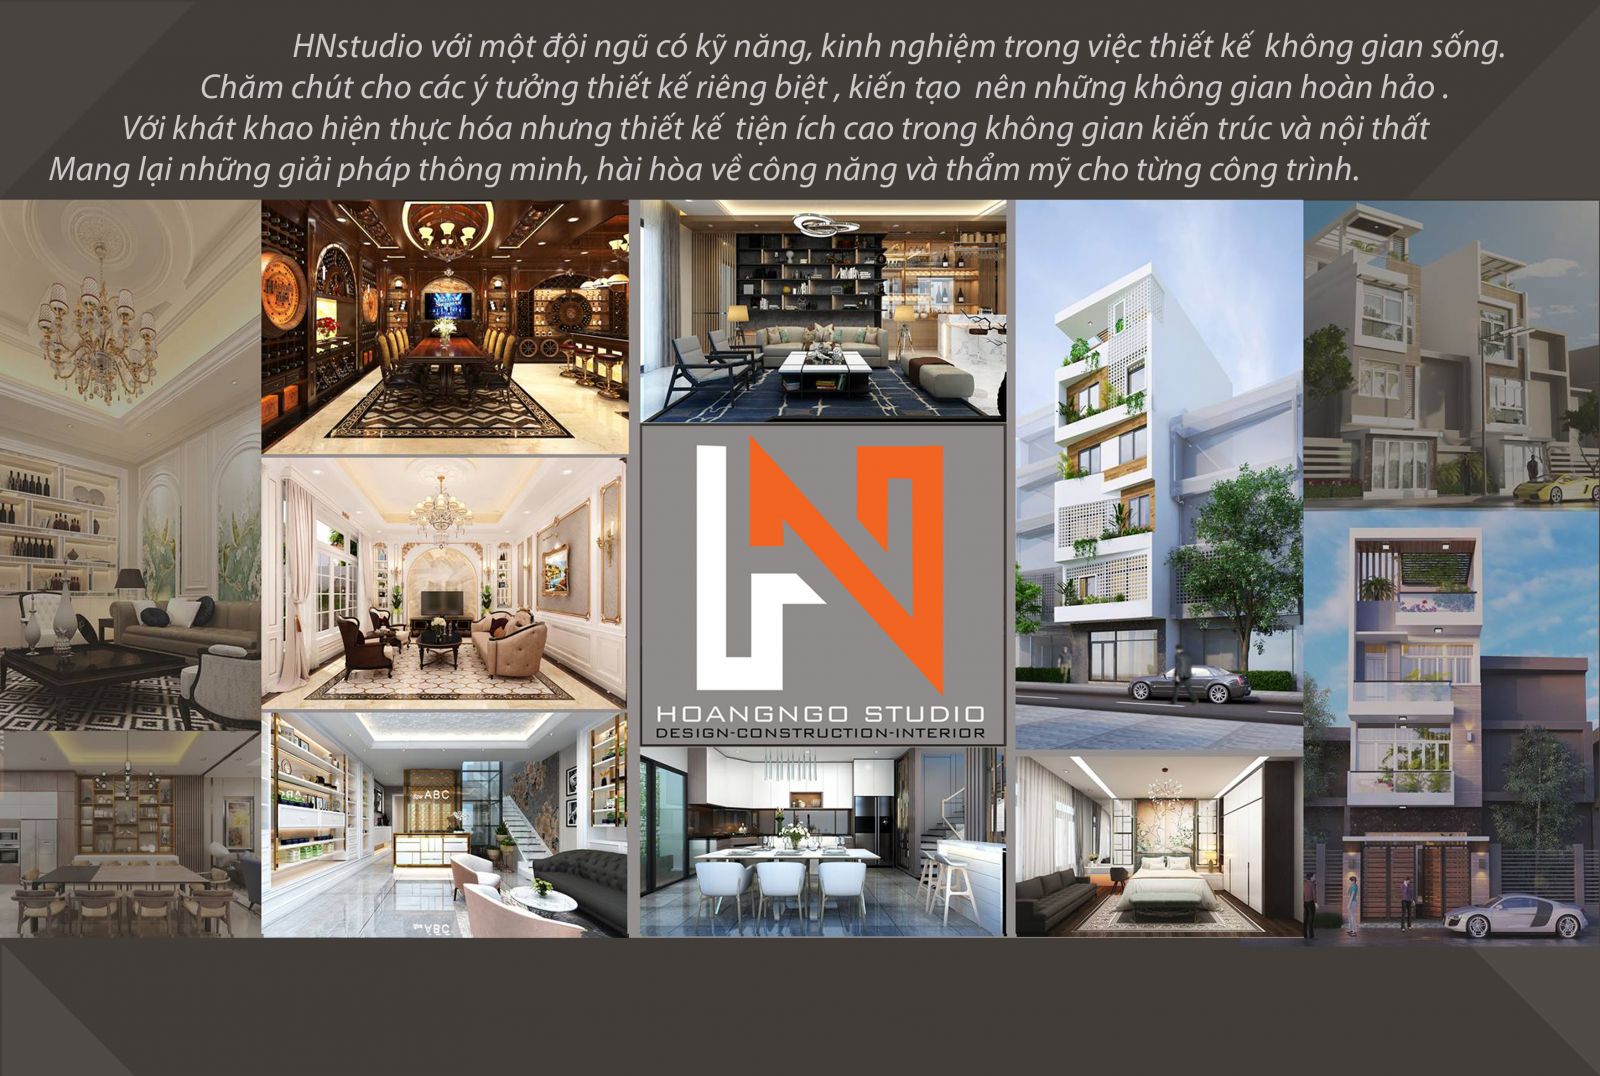 HNstudio với một đội ngũ có kỹ năng, kinh nghiệm trong việc thiết kế không gian sống.
Chăm chút cho các ý tưởng thiết kế riêng biệt , kiến tạo nên những không gian hoàn hảo .
Với khát khao hiện thực hóa nhưng thiết kế tiện ích cao trong không gian kiến trúc và nội thất
Mang lại những giải pháp thông minh, hài hòa về công năng và thẩm mỹ cho từng công trình.
HN
HOANGNGO STUDIO
DESIGN-CONSTRUCTION-INTERIOR
Spa ABC